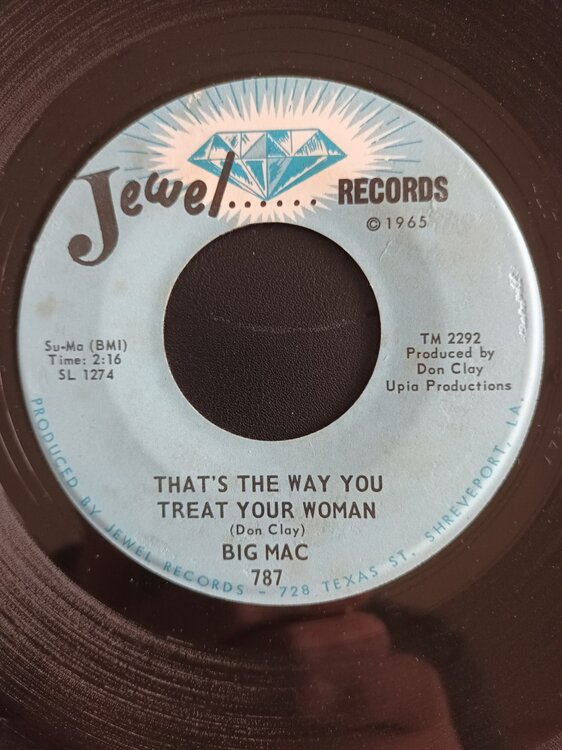 Jewel...... RECORDS
©1965
Su-Ma (BMI)
Time: 2:16
SL 1274
TM 2292
Produced by
Don Clay
Upia Productions
THAT'S THE WAY YOU
TREAT YOUR WOMAN
(Don Clay)
BIG MAC
787
PRODUCED BY JEWEL RECORDS - 728 TEXAS ST. SHREVEPORT, LA.